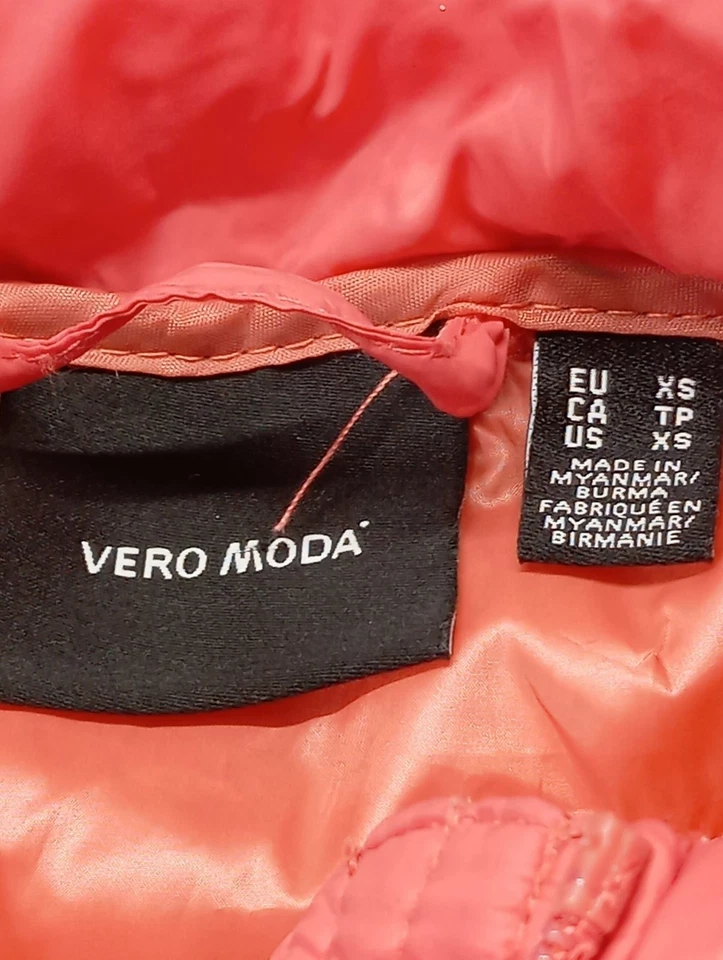 VERO MODA
EU XS
CA TP
US XS
MADE IN
MYANMAR/
BURMA
FABRIQUÉ EN
MYANMAR/
BIRMANIE